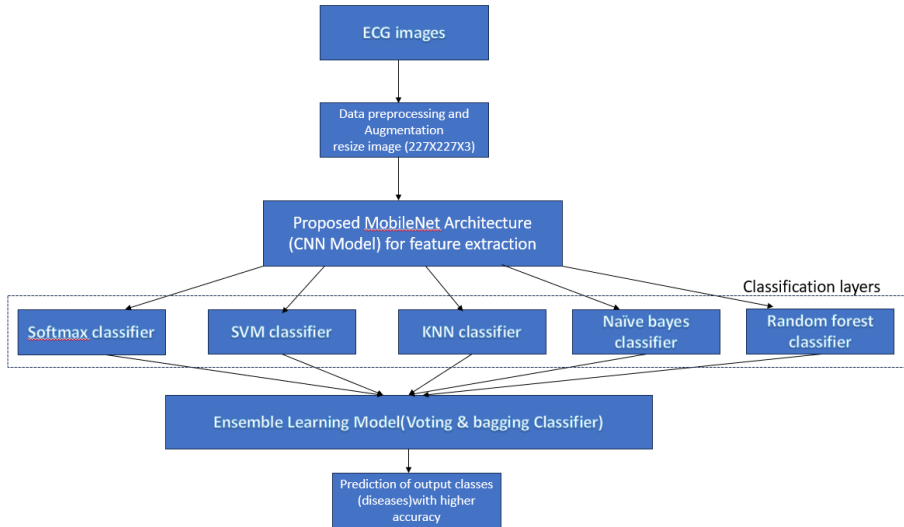 ECG images
Data preprocessing and
Augmentation
resize image (227X227X3)
Proposed MobileNet Architecture
(CNN Model) for feature extraction
Classification layers
Softmax classifier
SVM classifier
KNN classifier
Naïve bayes
classifier
Random forest
classifier
Ensemble Learning Model(Voting & bagging Classifier)
Prediction of output classes
(diseases)with higher
accuracy